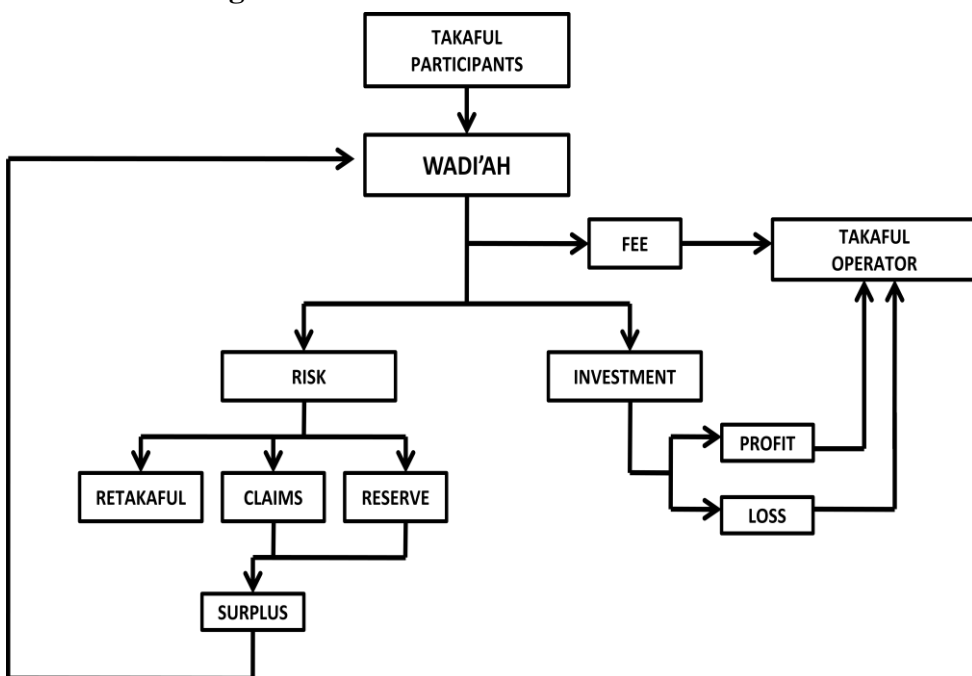 TAKAFUL
PARTICIPANTS
WADI'AH
FEE
TAKAFUL
OPERATOR
RISK
INVESTMENT
PROFIT
RETAKAFUL
CLAIMS
RESERVE
LOSS
SURPLUS